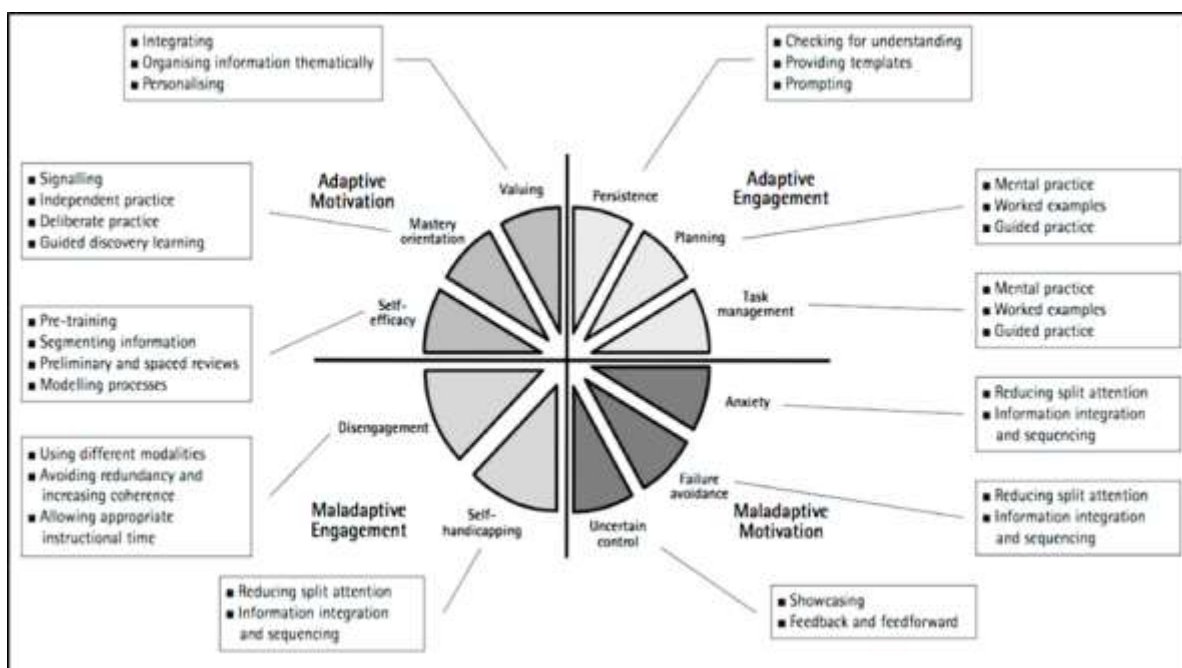 ■ Integrating
■ Organising information thematically
■ Personalising
■ Checking for understanding
■ Providing templates
■ Prompting
■ Signalling
■ Independent practice
■ Deliberate practice
■ Guided discovery learning
Adaptive
Motivation
Valuing
Persistence
Adaptive
Engagement
■ Mental practice
■ Worked examples
■ Guided practice
Mastery
orientation
Planning
■ Pre-training
■ Segmenting information
■ Preliminary and spaced reviews
■ Modelling processes
Self-
efficacy
Task
management
■ Mental practice
■ Worked examples
■ Guided practice
■ Using different modalities
■ Avoiding redundancy and
increasing coherence
■ Allowing appropriate
instructional time
Disengagement
Anxiety
■ Reducing split attention
■ Information integration
and sequencing
Maladaptive
Engagement
Self-
handicapping
Uncertain
control
Failure
avoidance
Maladaptive
Motivation
■ Reducing split attention
■ Information integration
and sequencing
■ Reducing split attention
■ Information integration
and sequencing
■ Showcasing
■ Feedback and feedforward